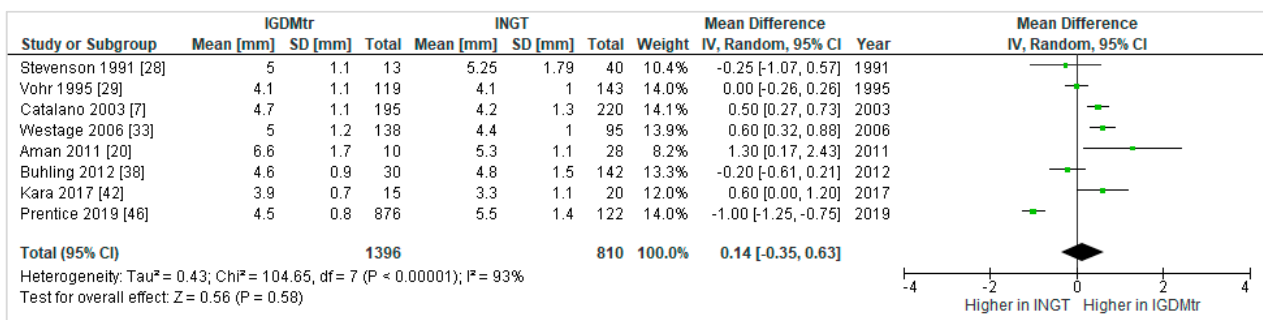 IGDMtr INGT Mean Difference Mean Difference
Study or Subgroup Mean [mm] SD [mm] Total Mean [mm] SD [mm] Total Weight IV, Random, 95% CI Year IV, Random, 95% CI
Stevenson 1991 [28] 5 1.1 13 5.25 1.79 40 10.4% -0.25 [-1.07, 0.57] 1991
Vohr 1995 [29] 4.1 1.1 119 4.1 1 143 14.0% 0.00 [-0.26, 0.26] 1995
Catalano 2003 [7] 4.7 1.1 195 4.2 1.3 220 14.1% 0.50 [0.27, 0.73] 2003
Westage 2006 [33] 5 1.2 138 4.4 1 95 13.9% 0.60 [0.32, 0.88] 2006
Aman 2011 [20] 6.6 1.7 10 5.3 1.1 28 8.2% 1.30 [0.17, 2.43] 2011
Buhling 2012 [38] 4.6 0.9 30 4.8 1.5 142 13.3% -0.20 [-0.61, 0.21] 2012
Kara 2017 [42] 3.9 0.7 15 3.3 1.1 20 12.0% 0.60 [0.00, 1.20] 2017
Prentice 2019 [46] 4.5 0.8 876 5.5 1.4 122 14.0% -1.00 [-1.25, -0.75] 2019
Total (95% CI) 1396 810 100.0% 0.14 [-0.35, 0.63]
Heterogeneity: Tau² = 0.43; Chi² = 104.65, df = 7 (P < 0.00001); I² = 93%
Test for overall effect: Z = 0.56 (P = 0.58)
-4 -2 0 2 4
Higher in INGT Higher in IGDMtr